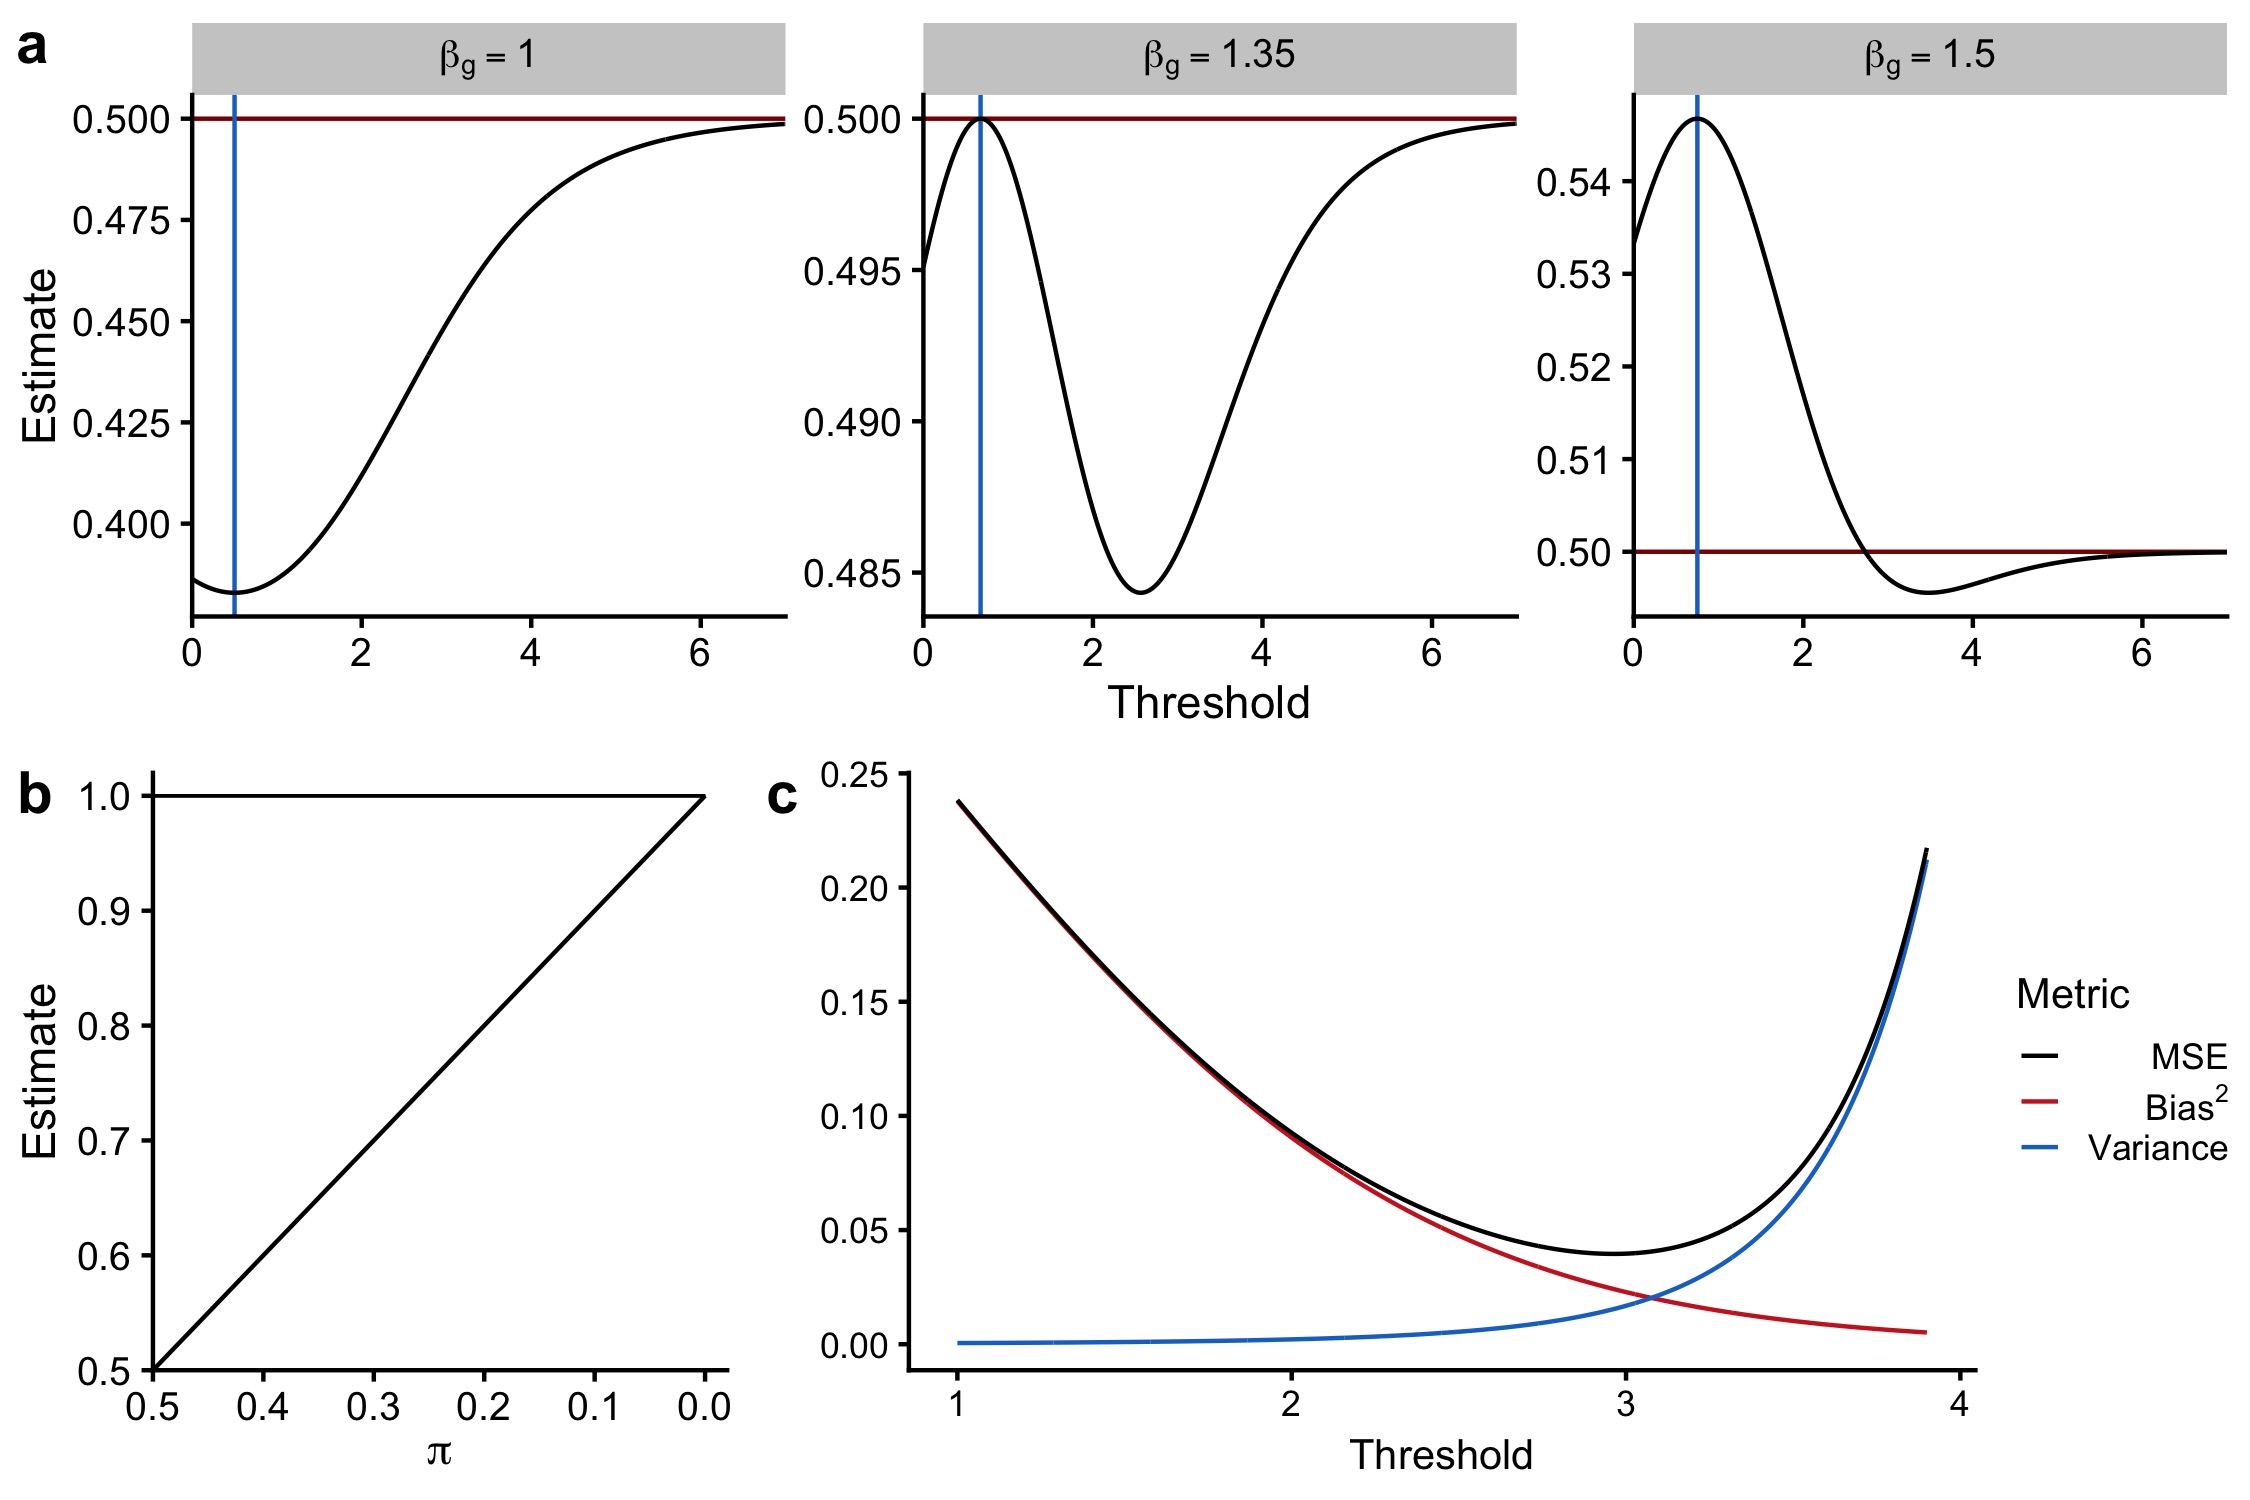 a
βg = 1
βg = 1.35
βg = 1.5
Estimate
0.500
0.475
0.450
0.425
0.400
0 2 4 6
0.500
0.495
0.490
0.485
0 2 4 6
0.54
0.53
0.52
0.51
0.50
0 2 4 6
Threshold
b
Estimate
1.0
0.9
0.8
0.7
0.6
0.5
0.5 0.4 0.3 0.2 0.1 0.0
π
c
0.25
0.20
0.15
0.10
0.05
0.00
1 2 3 4
Threshold
Metric
MSE
Bias²
Variance